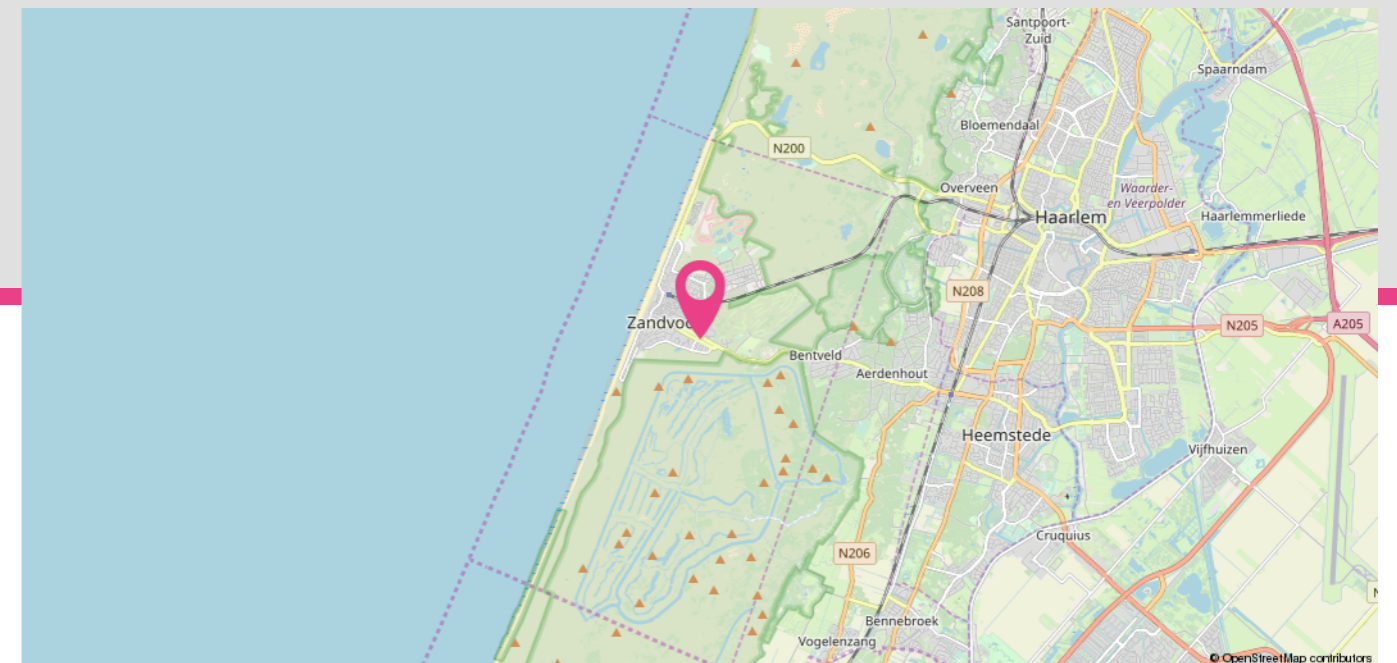 Santpoort-
Zuid
Spaarndam
Bloemendaal
N200
Overveen
Waarder-
en Veerpolder
Haarlem
Haarlemmerliede
N208
Zandvoo
N205
A205
Bentveld
Aerdenhout
Heemstede
Vijfhuizen
Cruquius
N206
N
Bennebroek
Vogelenzang
© OpenStreetMap contributors